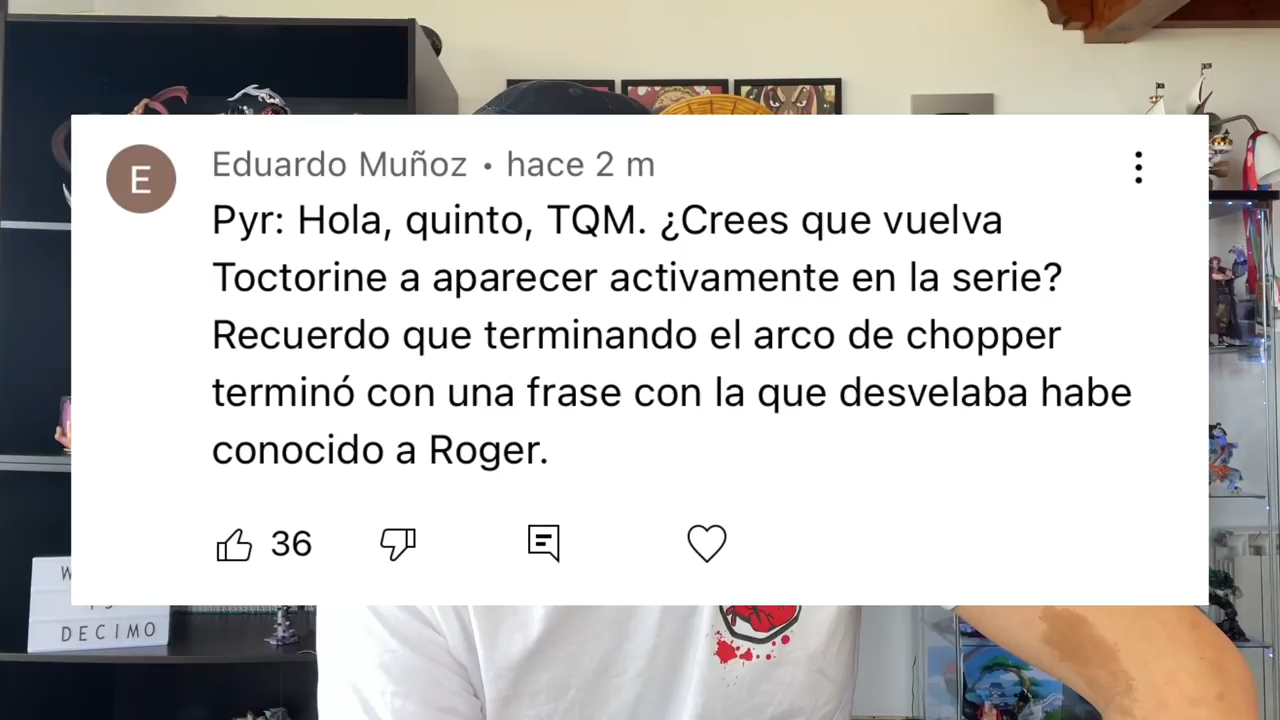 E
Eduardo Muñoz • hace 2 m
Pyr: Hola, quinto, TQM. ¿Crees que vuelva
Toctorine a aparecer activamente en la serie?
Recuerdo que terminando el arco de chopper
terminó con una frase con la que desvelaba habe
conocido a Roger.
36
DECIMO